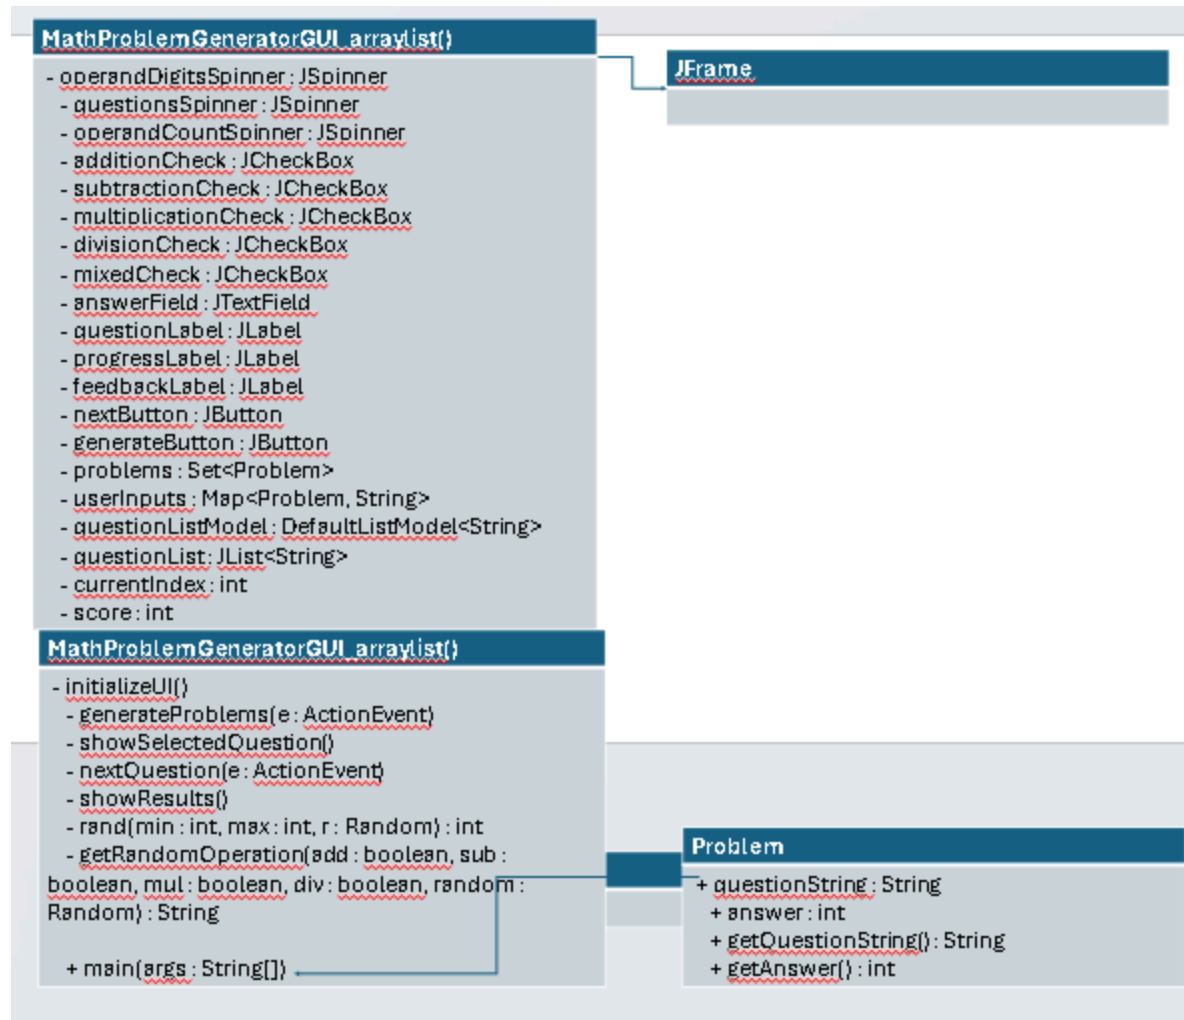 MathProblemGeneratorGUI_arraylist()
- operandDigitsSpinner : JSpinner
- questionsSpinner : JSpinner
- operandCountSpinner : JSpinner
- additionCheck : JCheckBox
- subtractionCheck : JCheckBox
- multiplicationCheck : JCheckBox
- divisionCheck : JCheckBox
- mixedCheck : JCheckBox
- answerField : JTextField
- questionLabel : JLabel
- progressLabel : JLabel
- feedbackLabel : JLabel
- nextButton : JButton
- generateButton : JButton
- problems : Set<Problem>
- userInputs : Map<Problem, String>
- questionListModel : DefaultListModel<String>
- questionList: JList<String>
- currentIndex : int
- score : int
JFrame
MathProblemGeneratorGUI_arraylist()
- initializeUI()
- generateProblems(e : ActionEvent)
- showSelectedQuestion()
- nextQuestion(e : ActionEvent)
- showResults()
- rand(min : int, max : int, r : Random) : int
- getRandomOperation(add : boolean, sub :
boolean, mul : boolean, div : boolean, random :
Random) : String
+ main(args : String[])
Problem
+ questionString : String
+ answer : int
+ getQuestionString() : String
+ getAnswer() : int